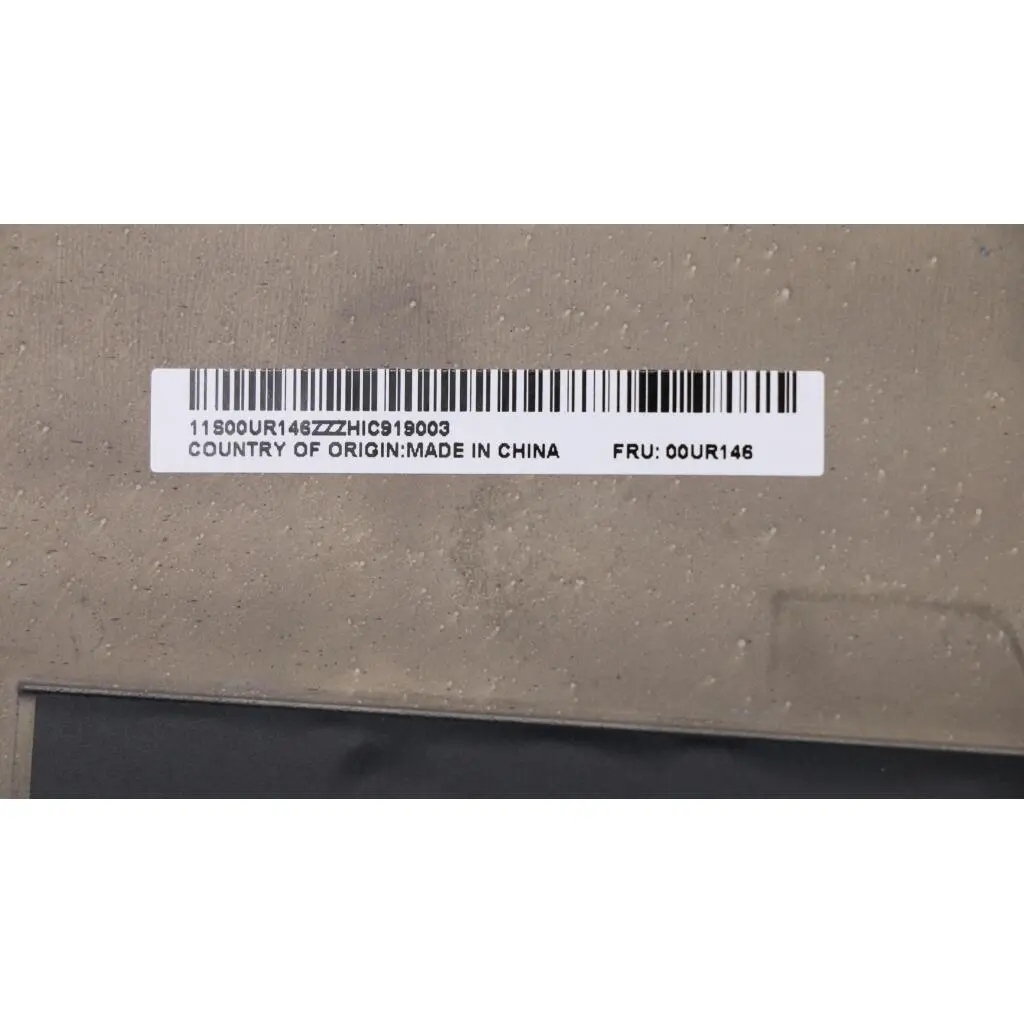 11S00UR146ZZZHIC919003
COUNTRY OF ORIGIN:MADE IN CHINA FRU: 00UR146